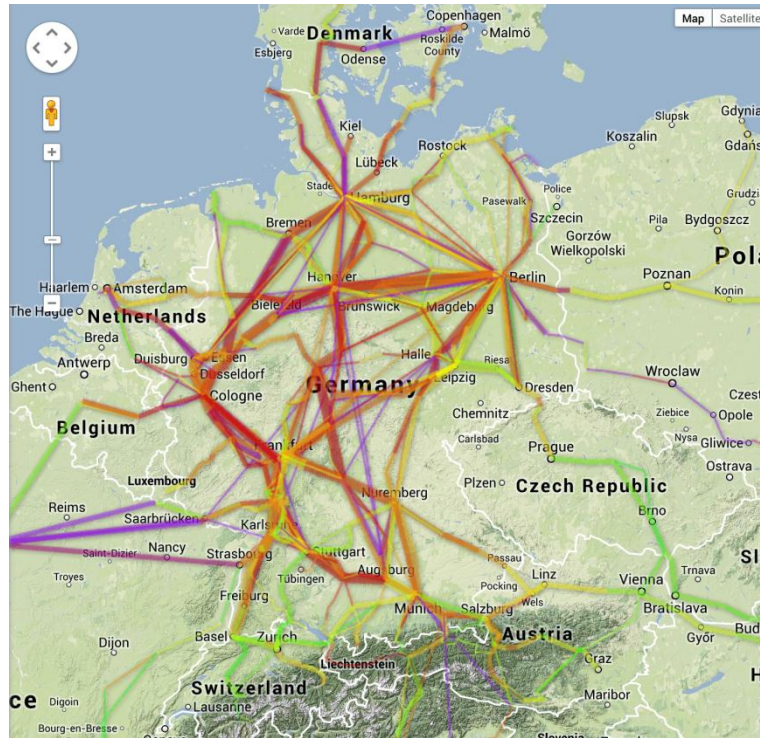 Copenhagen
Map Satellite
Denmark
Varde
Esbjerg
Odense
Roskilde
County
Malmö
Kiel
Lübeck
Rostock
Stade
Hamburg
Bremen
Pasewalk
Police
Szczecin
Koszalin
Slupsk
Gdynia
Gdańs
Grudzi
Bydgoszcz
Pila
Gorzów
Wielkopolski
Pola
Poznan
Konin
Haarlem
Amsterdam
The Hague
Netherlands
Breda
Antwerp
Ghent
Belgium
Hanover
Bielefeld
Brunswick
Magdeburg
Berlin
Duisburg
Essen
Düsseldorf
Cologne
Halle
Leipzig
Riesa
Dresden
Germany
Chemnitz
Wroclaw
Czest
Ziebice
Opole
Nysa
Gliwice
Carlsbad
Prague
Plzen
Czech Republic
Ostrava
Brno
Frankfurt
Luxembourg
Reims
Saarbrücken
Nuremberg
Karlsruhe
Saint-Dizier
Nancy
Strasbourg
Stuttgart
Troyes
Tübingen
Augsburg
Passau
Pocking
Linz
Wels
Vienna
Trnava
Slo
Bratislava
Freiburg
Munich
Salzburg
Austria
Győr
Bud
Dijon
Basel
Zurich
Liechtenstein
Graz
Maribor
H
ce
Switzerland
Digoin
Lausanne
Bourg-en-Bresse
Slovenia